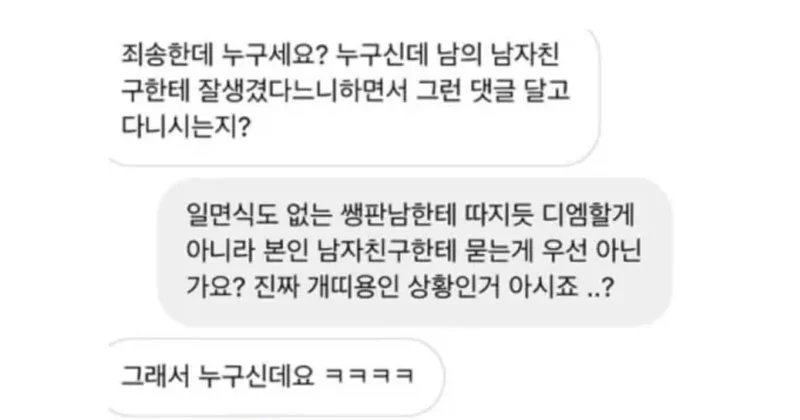 죄송한데 누구세요? 누구신데 남의 남자친
구한테 잘생겼다느니하면서 그런 댓글 달고
다니시는지?
일면식도 없는 쌩판남한테 따지듯 디엠할게
아니라 본인 남자친구한테 묻는게 우선 아닌
가요? 진짜 개띠용인 상황인거 아시죠 ..?
그래서 누구신데요 ㅋㅋㅋㅋ